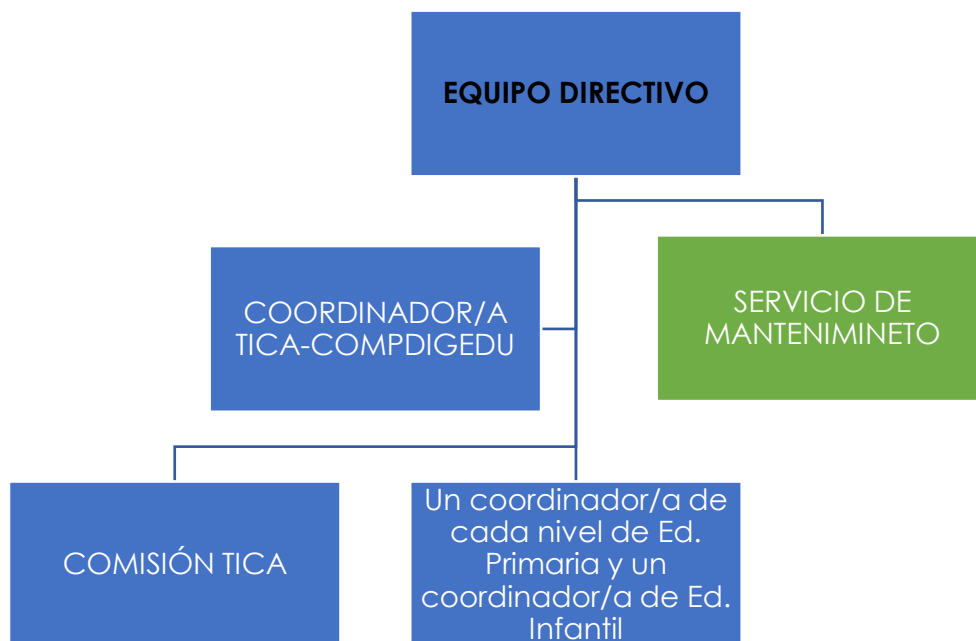 EQUIPO DIRECTIVO
COORDINADOR/A
TICA-COMPDIGEDU
SERVICIO DE
MANTENIMINETO
COMISIÓN TICA
Un coordinador/a de
cada nivel de Ed.
Primaria y un
coordinador/a de Ed.
Infantil